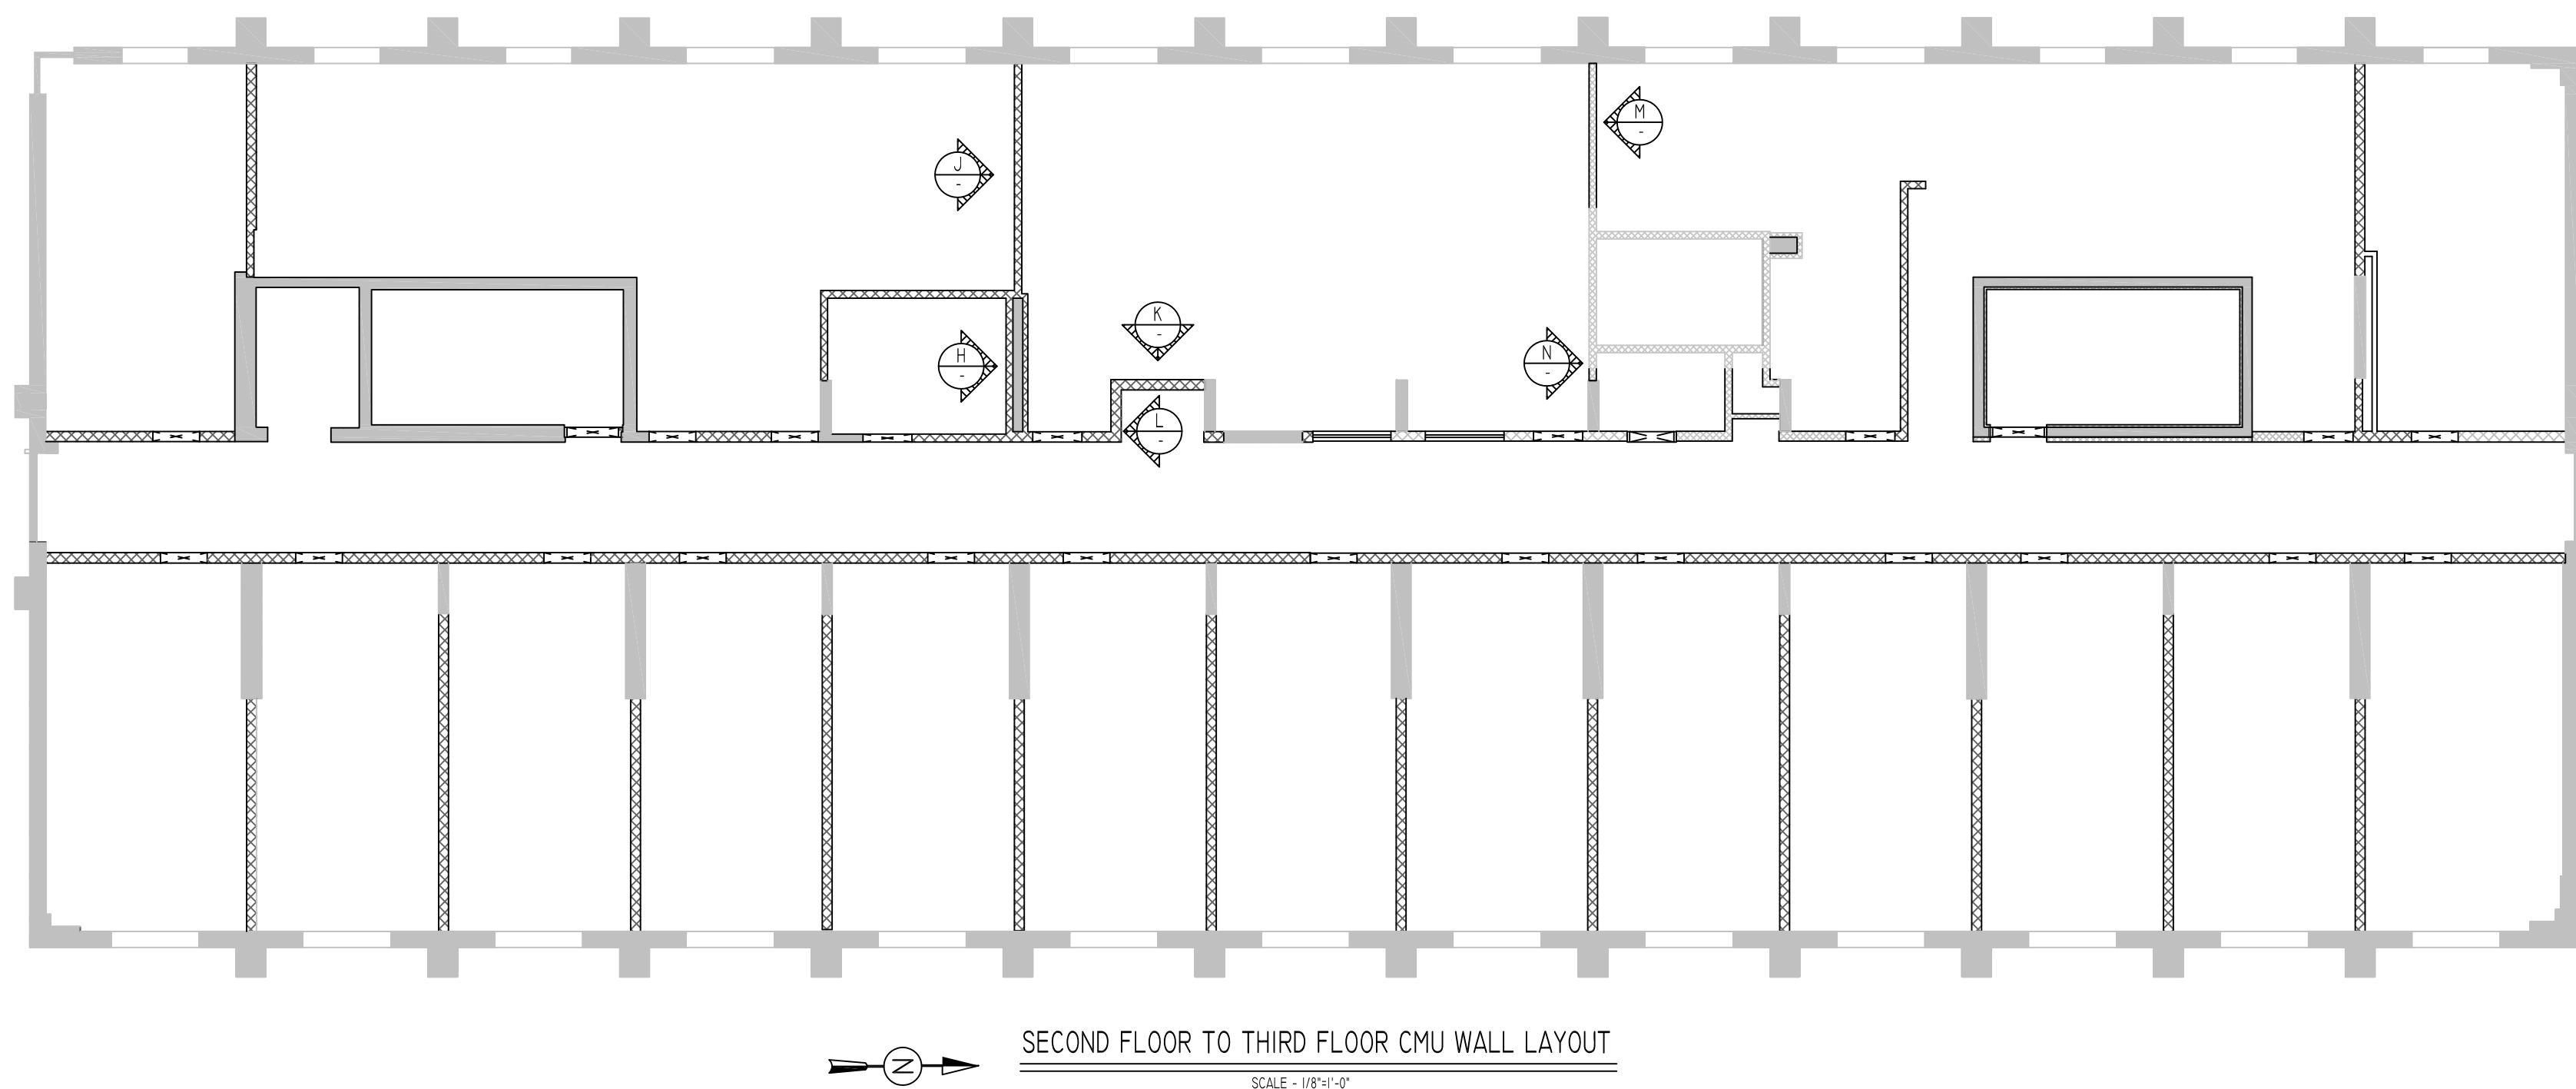 M
-
J
-
K
-
H
-
N
-
L
-
SECOND FLOOR TO THIRD FLOOR CMU WALL LAYOUT
N
SCALE - 1/8"=1'-0"